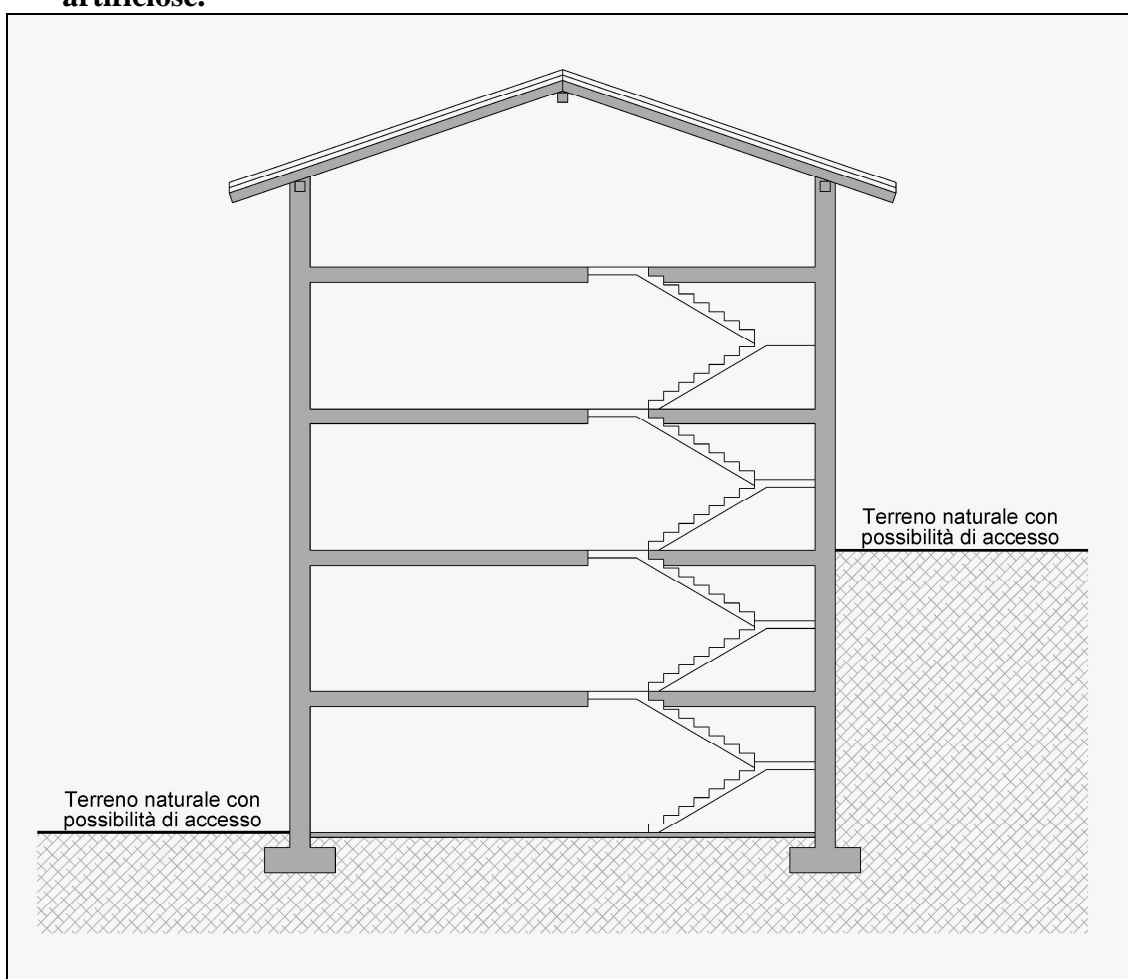 artificiose.
Terreno naturale con
possibilità di accesso
Terreno naturale con
possibilità di accesso